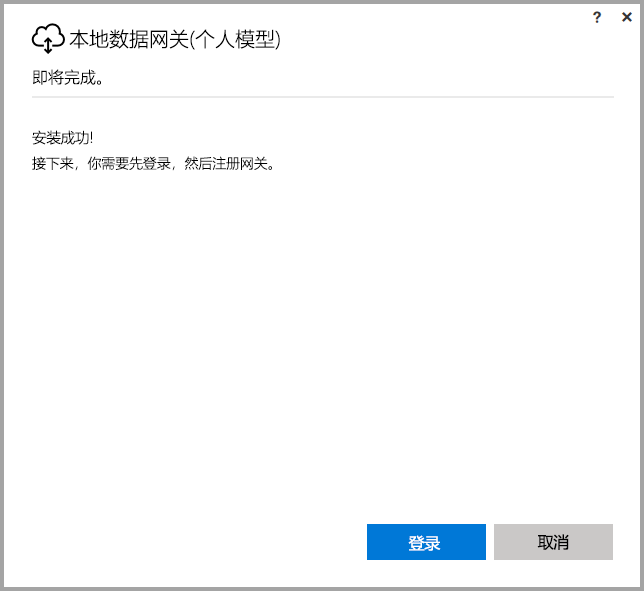 ? ×
本地数据网关(个人模型)
即将完成。
安装成功!
接下来，你需要先登录，然后注册网关。
登录 取消